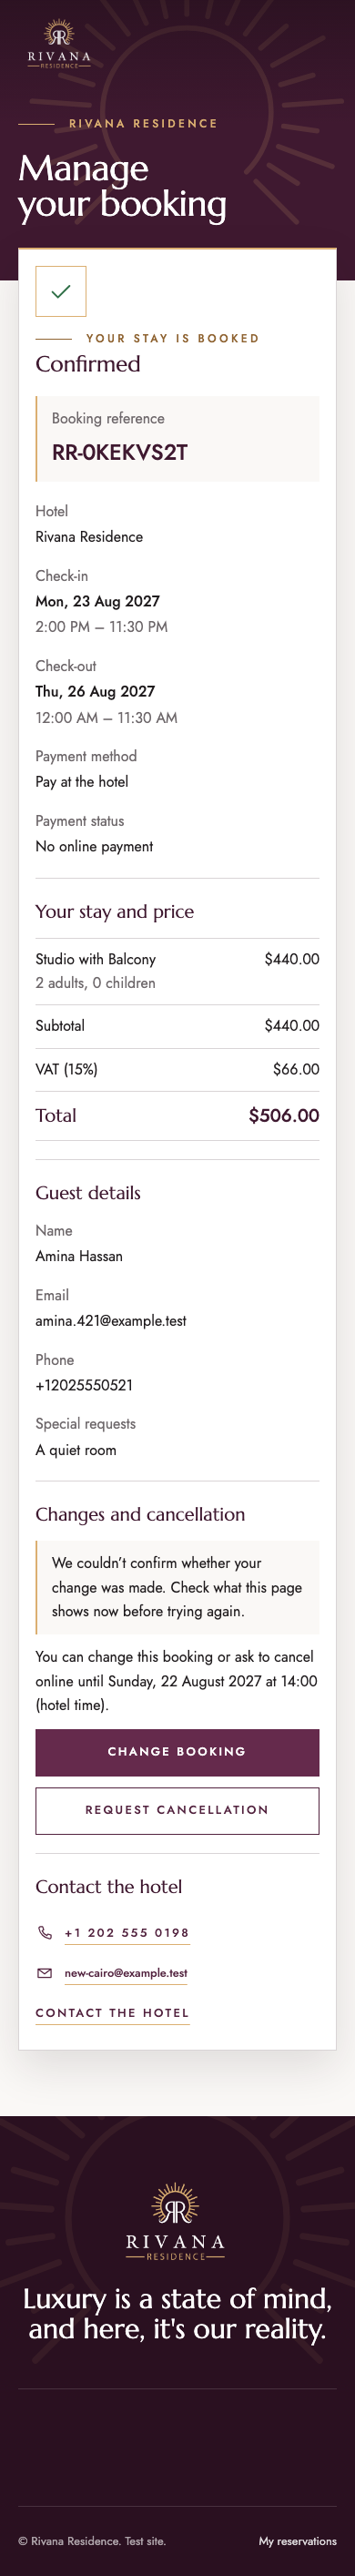 RIVANA
RESIDENCE
RIVANA RESIDENCE
Manage
your booking
YOUR STAY IS BOOKED
Confirmed
Booking reference
RR-0KEKVS2T
Hotel
Rivana Residence
Check-in
Mon, 23 Aug 2027
2:00 PM – 11:30 PM
Check-out
Thu, 26 Aug 2027
12:00 AM – 11:30 AM
Payment method
Pay at the hotel
Payment status
No online payment
Your stay and price
Studio with Balcony $440.00
2 adults, 0 children
Subtotal $440.00
VAT (15%) $66.00
Total $506.00
Guest details
Name
Amina Hassan
Email
amina.421@example.test
Phone
+12025550521
Special requests
A quiet room
Changes and cancellation
We couldn’t confirm whether your
change was made. Check what this page
shows now before trying again.
You can change this booking or ask to cancel
online until Sunday, 22 August 2027 at 14:00
(hotel time).
CHANGE BOOKING
REQUEST CANCELLATION
Contact the hotel
+1 202 555 0198
new-cairo@example.test
CONTACT THE HOTEL
RIVANA
RESIDENCE
Luxury is a state of mind,
and here, it's our reality.
© Rivana Residence. Test site. My reservations